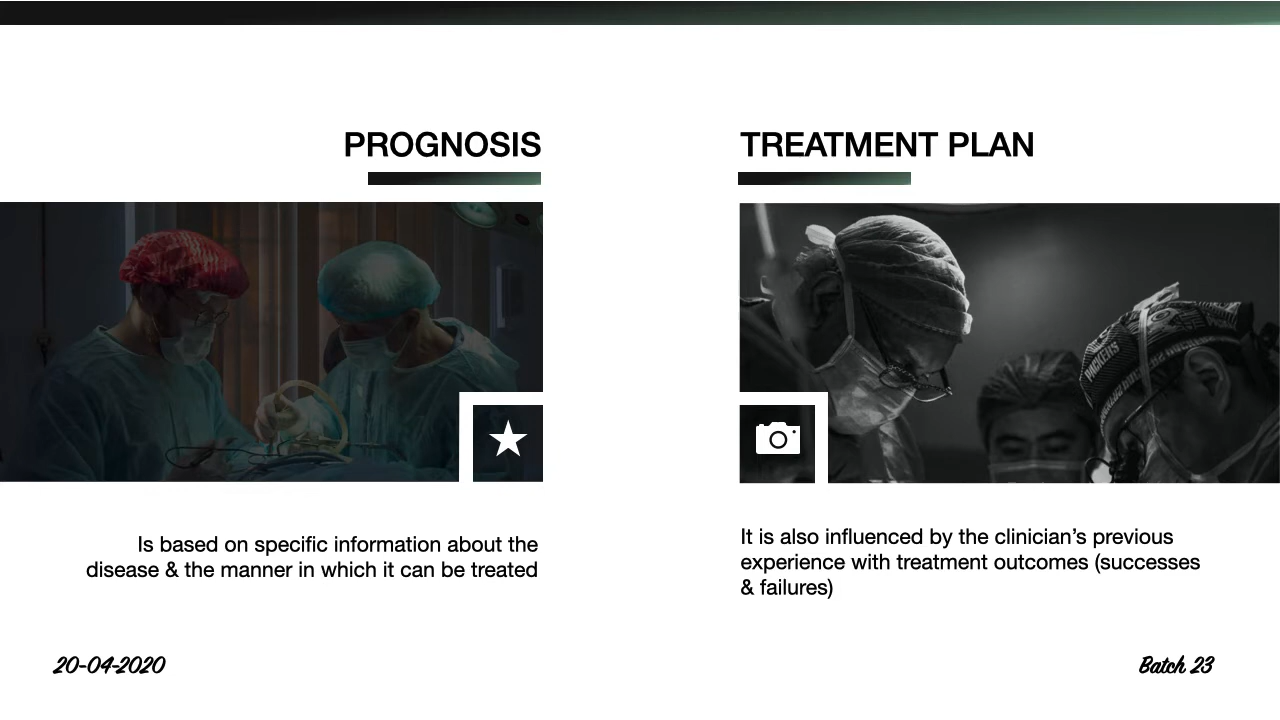 PROGNOSIS
TREATMENT PLAN
PACKERS
Is based on specific information about the
disease & the manner in which it can be treated
It is also influenced by the clinician’s previous
experience with treatment outcomes (successes
& failures)
20-04-2020
Batch 23